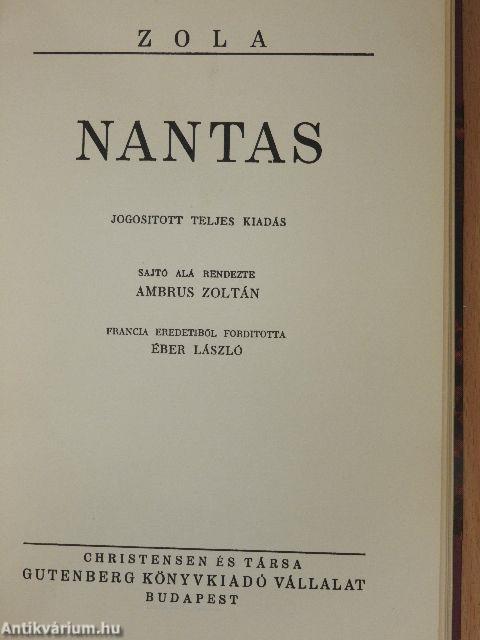 ZOLA
NANTAS
JOGOSITOTT TELJES KIADÁS
SAJTÓ ALÁ RENDEZTE
AMBRUS ZOLTÁN
FRANCIA EREDETIBŐL FORDITOTTA
ÉBER LÁSZLÓ
CHRISTENSEN ÉS TÁRSA
GUTENBERG KÖNYVKIADÓ VÁLLALAT
BUDAPEST
Antikvárium.hu